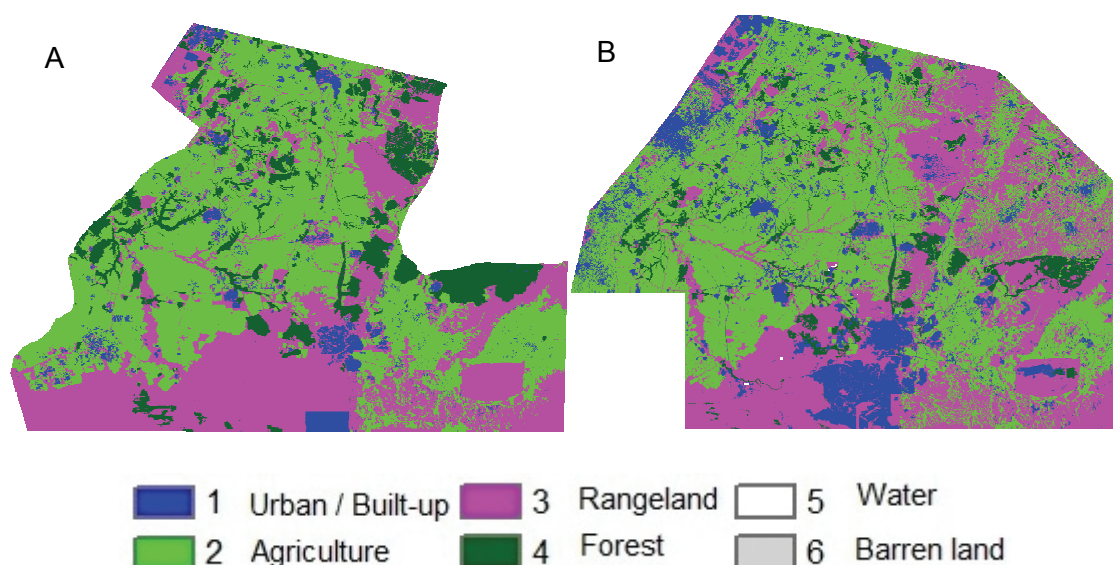 A
B
1 Urban / Built-up 3 Rangeland 5 Water
2 Agriculture 4 Forest 6 Barren land